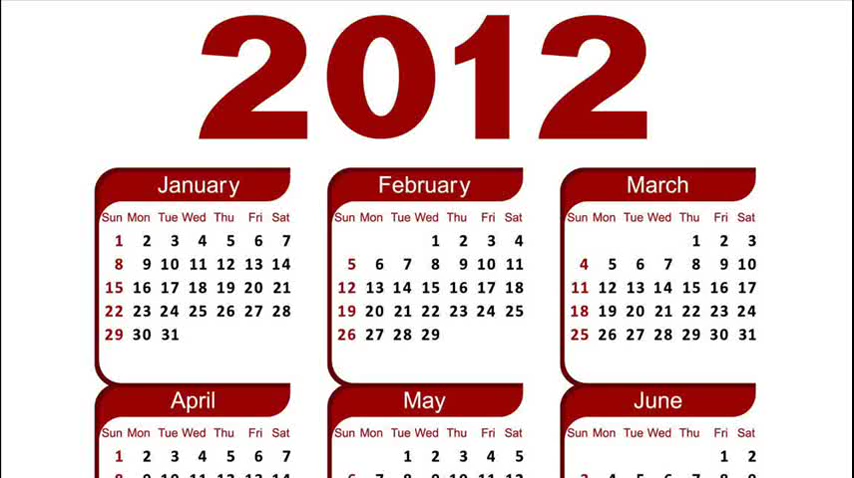 2012
January February March
Sun Mon Tue Wed Thu Fri Sat Sun Mon Tue Wed Thu Fri Sat Sun Mon Tue Wed Thu Fri Sat
1 2 3 4 5 6 7 1 2 3 4 1 2 3
8 9 10 11 12 13 14 5 6 7 8 9 10 11 4 5 6 7 8 9 10
15 16 17 18 19 20 21 12 13 14 15 16 17 18 11 12 13 14 15 16 17
22 23 24 25 26 27 28 19 20 21 22 23 24 25 18 19 20 21 22 23 24
29 30 31 26 27 28 29 25 26 27 28 29 30 31
April May June
Sun Mon Tue Wed Thu Fri Sat Sun Mon Tue Wed Thu Fri Sat Sun Mon Tue Wed Thu Fri Sat
1 2 3 4 5 6 7 1 2 3 4 5 1 2